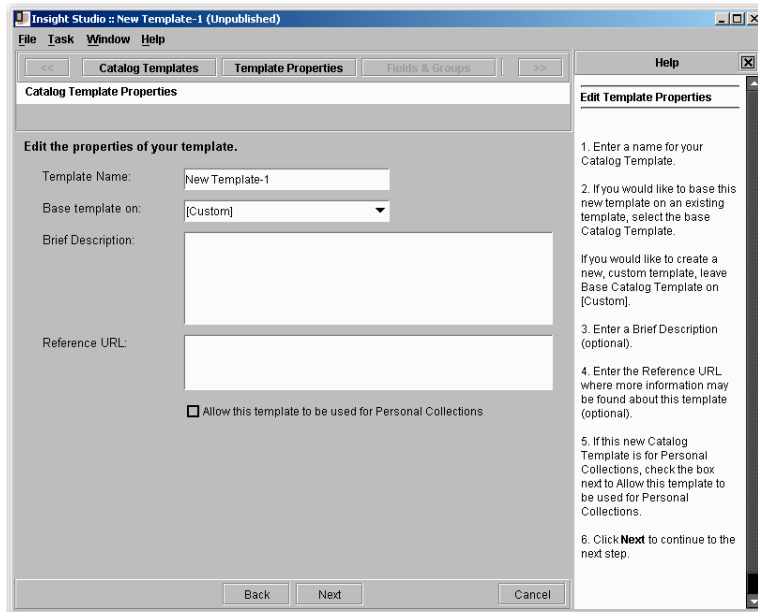 Insight Studio :: New Template-1 (Unpublished)
File Task Window Help
<< Catalog Templates Template Properties Fields & Groups >>
Catalog Template Properties
Edit the properties of your template.
Template Name: New Template-1
Base template on: [Custom]
Brief Description:
Reference URL:
Allow this template to be used for Personal Collections
Back Next Cancel
Help
Edit Template Properties
1. Enter a name for your
Catalog Template.
2. If you would like to base this
new template on an existing
template, select the base
Catalog Template.
If you would like to create a
new, custom template, leave
Base Catalog Template on
[Custom].
3. Enter a Brief Description
(optional).
4. Enter the Reference URL
where more information may
be found about this template
(optional).
5. If this new Catalog
Template is for Personal
Collections, check the box
next to Allow this template to
be used for Personal
Collections.
6. Click Next to continue to the
next step.